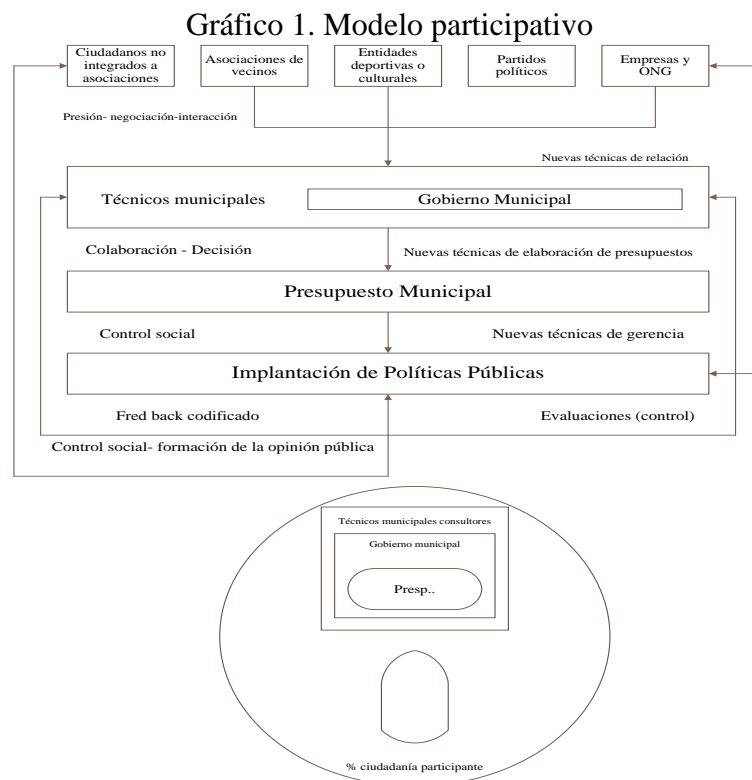 Gráfico 1. Modelo participativo
Ciudadanos no
integrados a
asociaciones
Asociaciones de
vecinos
Entidades
deportivas o
culturales
Partidos
políticos
Empresas y
ONG
Presión- negociación-interacción
Nuevas técnicas de relación
Técnicos municipales
Gobierno Municipal
Colaboración - Decisión
Nuevas técnicas de elaboración de presupuestos
Presupuesto Municipal
Control social
Nuevas técnicas de gerencia
Implantación de Políticas Públicas
Fred back codificado
Evaluaciones (control)
Control social- formación de la opinión pública
Técnicos municipales consultores
Gobierno municipal
Presp..
% ciudadanía participante